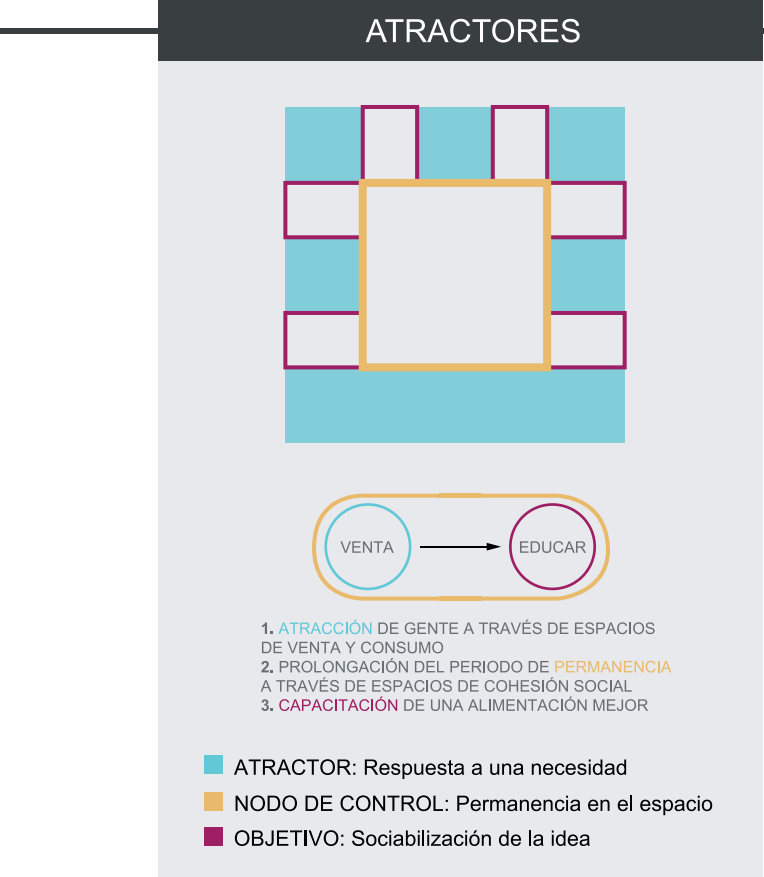 ATRACTORES
VENTA
EDUCAR
1. ATRACCIÓN DE GENTE A TRAVÉS DE ESPACIOS
DE VENTA Y CONSUMO
2. PROLONGACIÓN DEL PERIODO DE PERMANENCIA
A TRAVÉS DE ESPACIOS DE COHESIÓN SOCIAL
3. CAPACITACIÓN DE UNA ALIMENTACIÓN MEJOR
ATRACTOR: Respuesta a una necesidad
NODO DE CONTROL: Permanencia en el espacio
OBJETIVO: Sociabilización de la idea